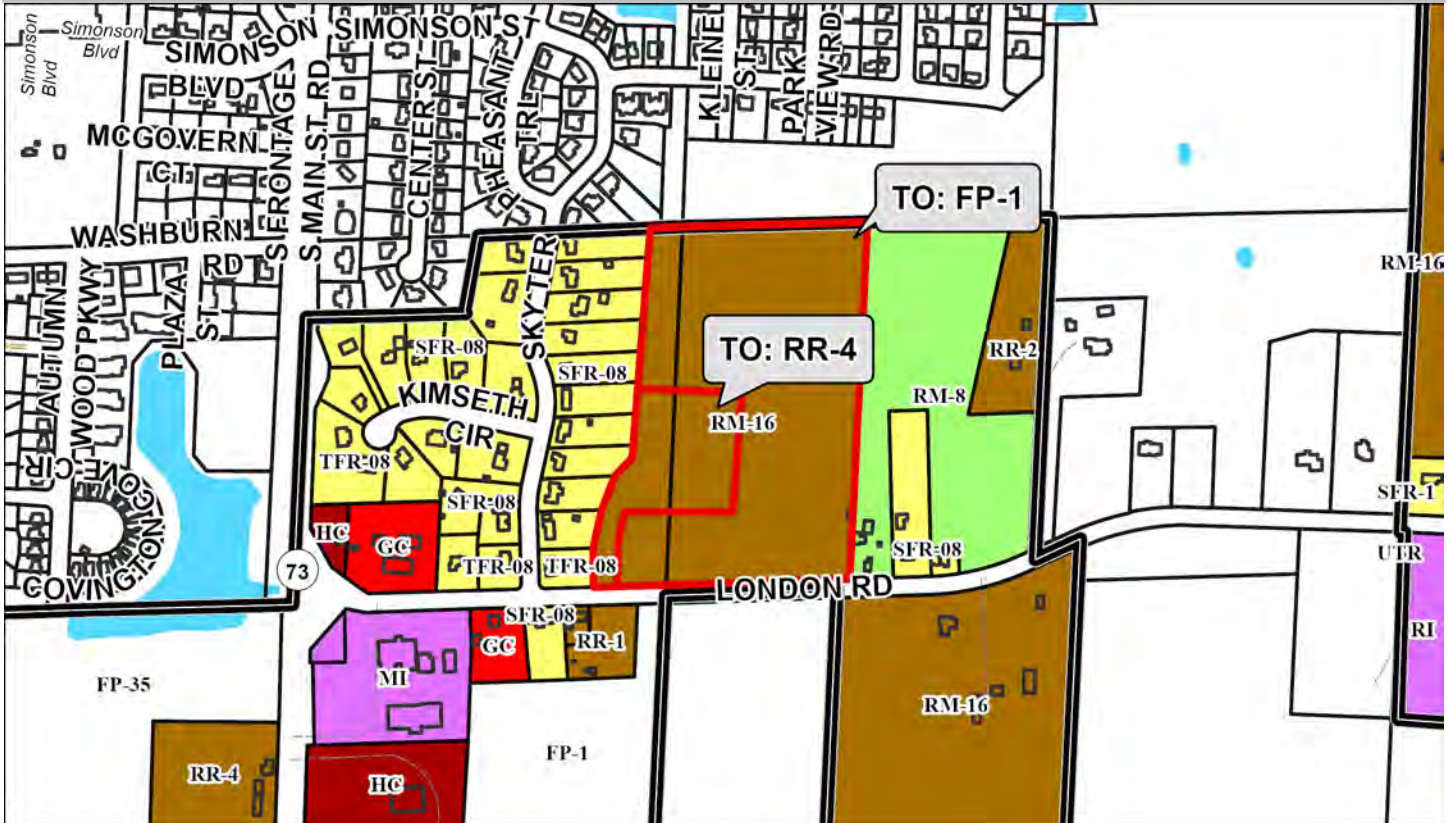 Simonson
Blvd
Simonson
Blvd
SIMONSON
BLVD
SIMONSON ST
MCGOVERN
CT
WASHBURN
RD
S FRONTAGE
S MAIN ST RD
CENTER ST
PHEASANT
TRL
KLEINE
ST
PARK
VIEW RD
TO: FP-1
TO: RR-4
AUTUMN
WOOD PKWY
PLAZA
ST
COVINGTON
COVE CIR
SKY TER
KIMSETH
CIR
SFR-08
SFR-08
TFR-08
SFR-08
TFR-08
TFR-08
HC
GC
73
RM-16
RM-8
RR-2
SFR-08
RM-16
SFR-1
UTR
RI
LONDON RD
SFR-08
GC
RR-1
MI
FP-35
RR-4
HC
FP-1
RM-16